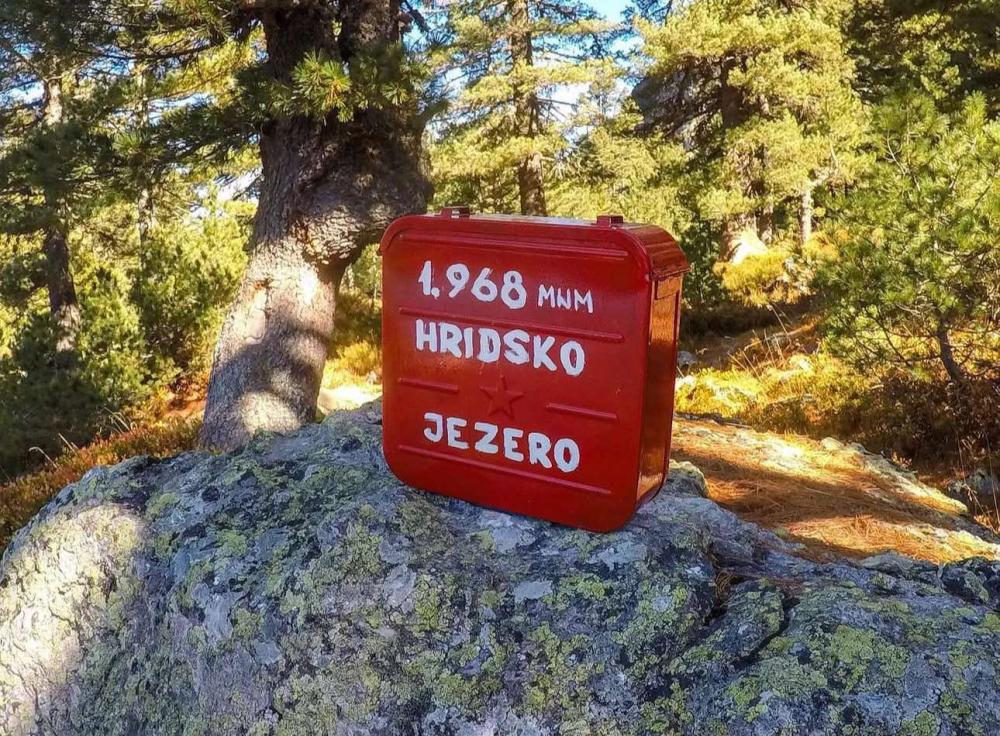 1.968 MNM
HRIDSKO
JEZERO